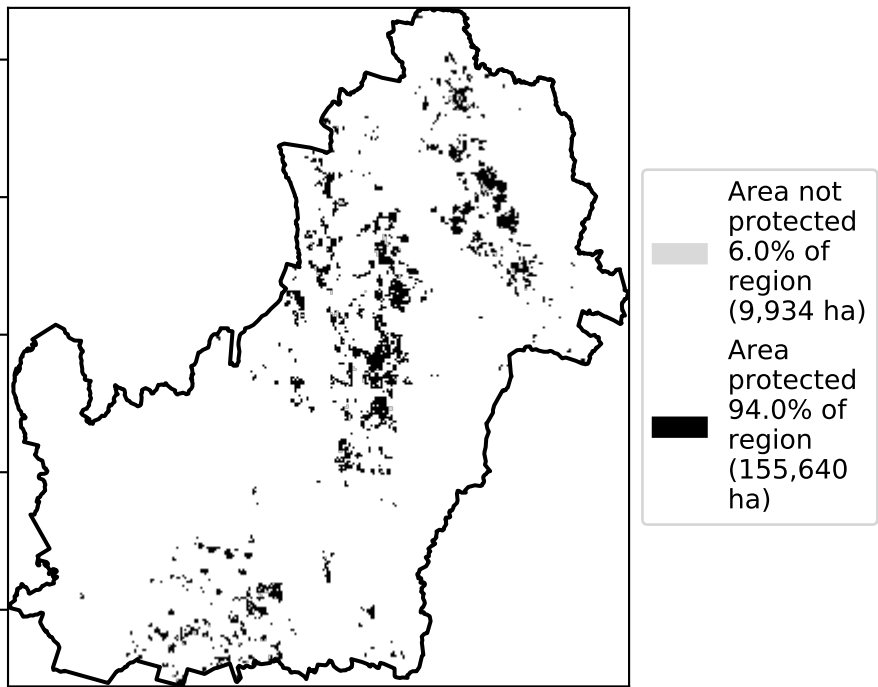 Area not
protected
6.0% of
region
(9,934 ha)
Area
protected
94.0% of
region
(155,640
ha)